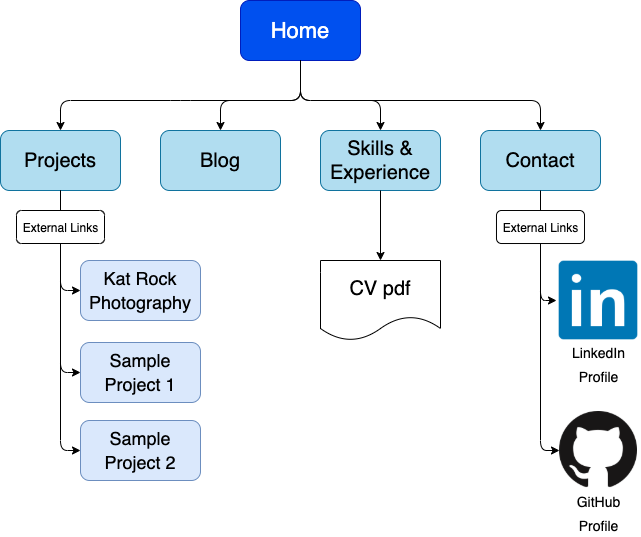 Home
Projects
Blog
Skills &
Experience
Contact
External Links
External Links
Kat Rock
Photography
CV pdf
in
LinkedIn
Profile
Sample
Project 1
Sample
Project 2
GitHub
Profile